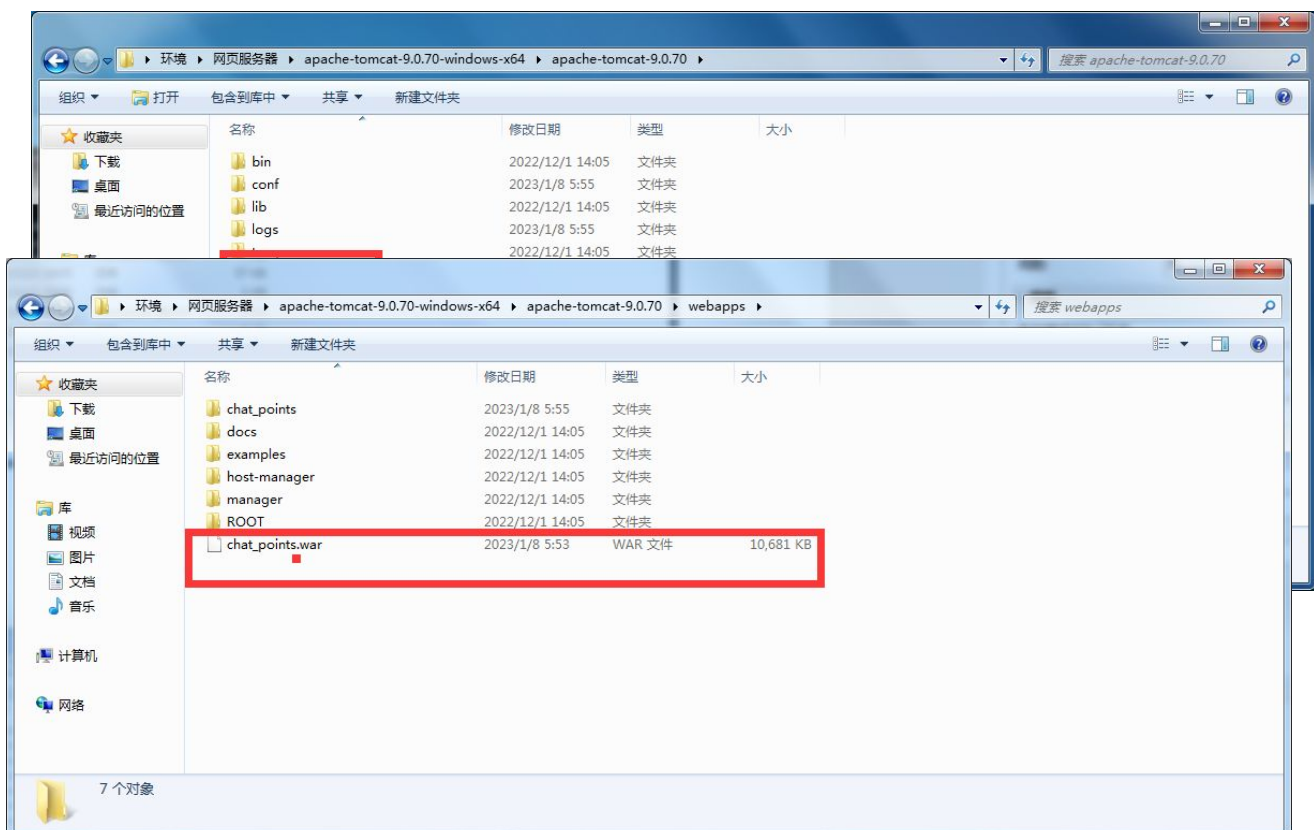 环境 网页服务器 apache-tomcat-9.0.70-windows-x64 apache-tomcat-9.0.70 搜索 apache-tomcat-9.0.70
组织 打开 包含到库中 共享 新建文件夹
收藏夹 名称 修改日期 类型 大小
下载 bin 2022/12/1 14:05 文件夹
桌面 conf 2023/1/8 5:55 文件夹
最近访问的位置 lib 2022/12/1 14:05 文件夹
logs 2023/1/8 5:55 文件夹
2022/12/1 14:05 文件夹
环境 网页服务器 apache-tomcat-9.0.70-windows-x64 apache-tomcat-9.0.70 webapps 搜索 webapps
组织 包含到库中 共享 新建文件夹
收藏夹 名称 修改日期 类型 大小
下载 chat_points 2023/1/8 5:55 文件夹
桌面 docs 2022/12/1 14:05 文件夹
最近访问的位置 examples 2022/12/1 14:05 文件夹
host-manager 2022/12/1 14:05 文件夹
库 manager 2022/12/1 14:05 文件夹
视频 ROOT 2022/12/1 14:05 文件夹
图片 chat_points.war 2023/1/8 5:53 WAR 文件 10,681 KB
文档
音乐
计算机
网络
7 个对象